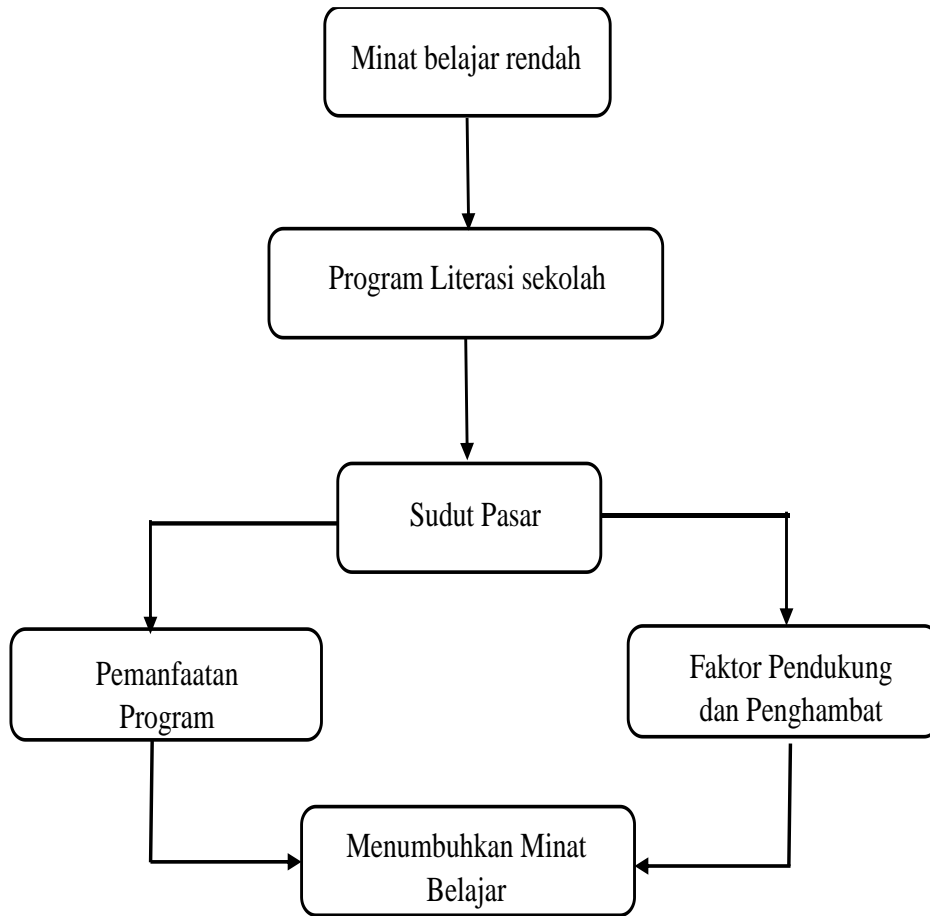 Minat belajar rendah
Program Literasi sekolah
Sudut Pasar
Pemanfaatan
Program
Faktor Pendukung
dan Penghambat
Menumbuhkan Minat
Belajar